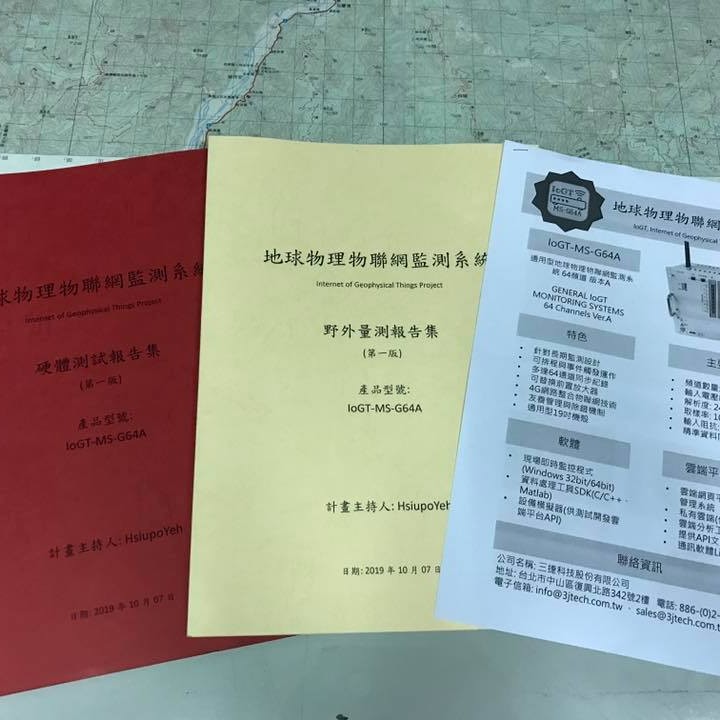 球物理物聯網監測系統
Internet of Geophysical Things Project
硬體測試報告集
(第一版)
產品型號:
IoGT-MS-G64A
計畫主持人: HsiupoYeh
日期: 2019 年 10 月 07 日
地球物理物聯網監測系統
Internet of Geophysical Things Project
野外量測報告集
(第一版)
產品型號:
IoGT-MS-G64A
計畫主持人: HsiupoYeh
日期: 2019 年 10 月 07 日
IoGT
MS-G64A
地球物理物聯網
IoGT, Internet of Geophysical
IoGT-MS-G64A
通用型地球物理物聯網監測系
統 64頻道 版本A
GENERAL IoGT
MONITORING SYSTEMS
64 Channels Ver.A
特色
• 針對長期監測設計
• 可排程與事件觸發運作
• 多達64通道同步紀錄
• 可替換前置放大器
• 4G網路整合物聯網技術
• 友善管理與除錯機制
• 通用型19吋機殼
軟體
• 現場即時監控程式
(Windows 32bit/64bit)
• 資料處理工具SDK(C/C++、
Matlab)
• 設備模擬器(供測試開發雲
端平台API)
主
• 頻道數量
• 輸入電壓
• 解析度: 2
• 取樣率: 1
• 輸入阻抗:
• 精準資料
雲端平
• 雲端網頁平
管理系統
• 私有雲端(
• 雲端分析工
• 提供API文
• 通訊軟體Li
聯絡資訊
公司名稱: 三捷科技股份有限公司
地址: 台北市中山區復興北路342號2樓 電話: 886-(0)2-
電子信箱: info@3jtech.com.tw 、 sales@3jtech.com.t